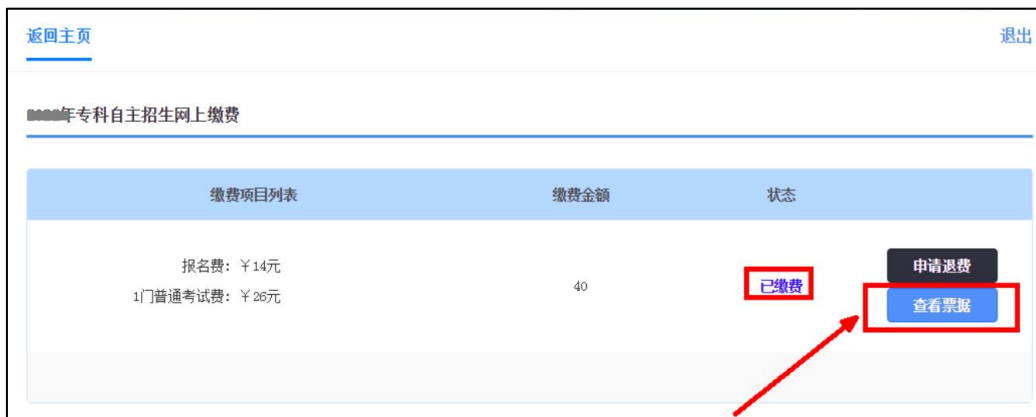 返回主页
退出
年专科自主招生网上缴费
缴费项目列表 缴费金额 状态
报名费: ￥14元
1门普通考试费: ￥26元
40
已缴费
申请退费
查看票据